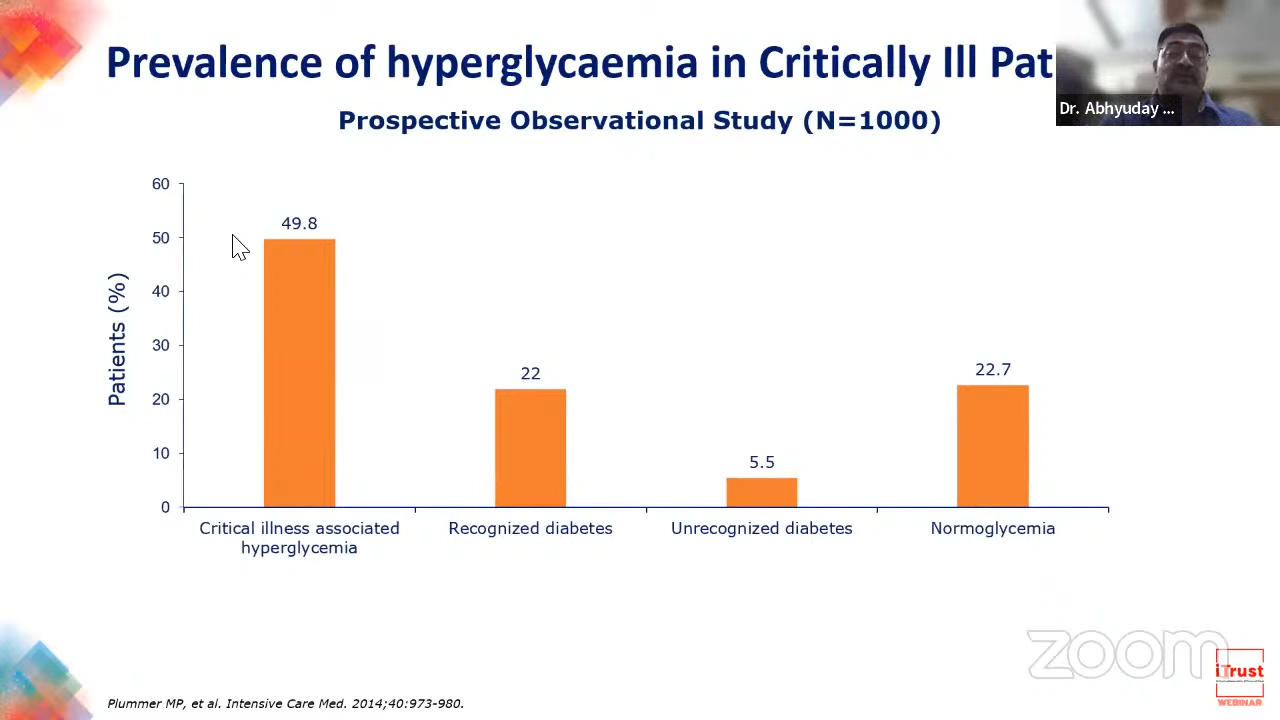 Prevalence of hyperglycaemia in Critically Ill Pat
Dr. Abhyuday ...
Prospective Observational Study (N=1000)
Patients (%)
60
50
40
30
20
10
0
49.8
22
5.5
22.7
Critical illness associated
hyperglycemia
Recognized diabetes
Unrecognized diabetes
Normoglycemia
zoom
iTrust
WEBINAR
Plummer MP, et al. Intensive Care Med. 2014;40:973-980.